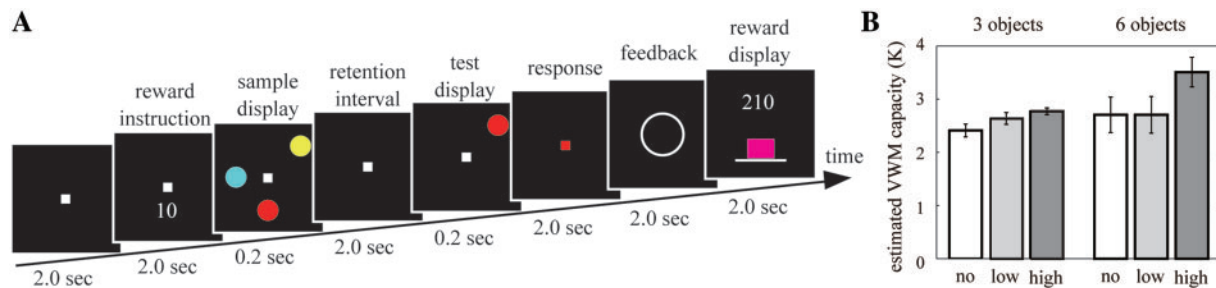 A
reward
instruction
sample
display
retention
interval
test
display
response
feedback
reward
display
10
210
time
2.0 sec
2.0 sec
0.2 sec
2.0 sec
0.2 sec
2.0 sec
2.0 sec
2.0 sec
B
3 objects 6 objects
estimated VWM capacity (K)
4
3
2
1
0
no low high no low high